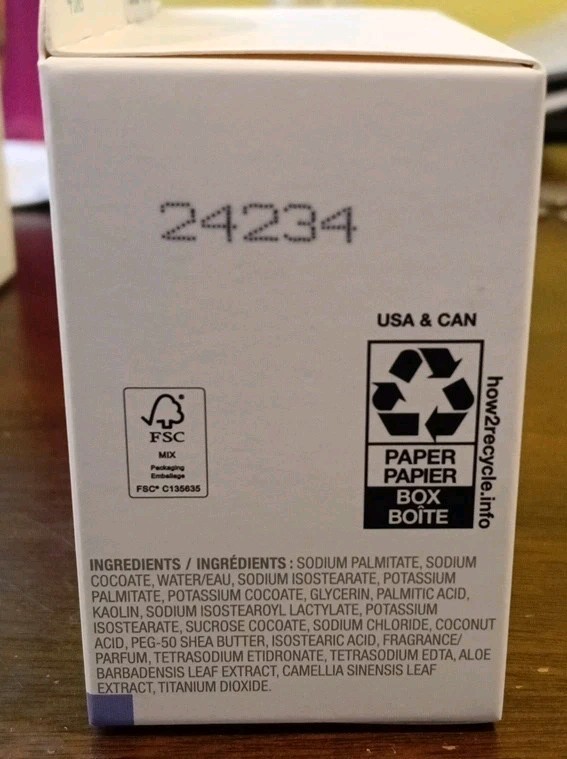 24234
USA & CAN
FSC
MIX
Packaging
Emballage
FSC® C135635
PAPER
PAPIER
BOX
BOÎTE
how2recycle.info
INGREDIENTS / INGRÉDIENTS : SODIUM PALMITATE, SODIUM
COCOATE, WATER/EAU, SODIUM ISOSTEARATE, POTASSIUM
PALMITATE, POTASSIUM COCOATE, GLYCERIN, PALMITIC ACID,
KAOLIN, SODIUM ISOSTEAROYL LACTYLATE, POTASSIUM
ISOSTEARATE, SUCROSE COCOATE, SODIUM CHLORIDE, COCONUT
ACID, PEG-50 SHEA BUTTER, ISOSTEARIC ACID, FRAGRANCE/
PARFUM, TETRASODIUM ETIDRONATE, TETRASODIUM EDTA, ALOE
BARBADENSIS LEAF EXTRACT, CAMELLIA SINENSIS LEAF
EXTRACT, TITANIUM DIOXIDE.